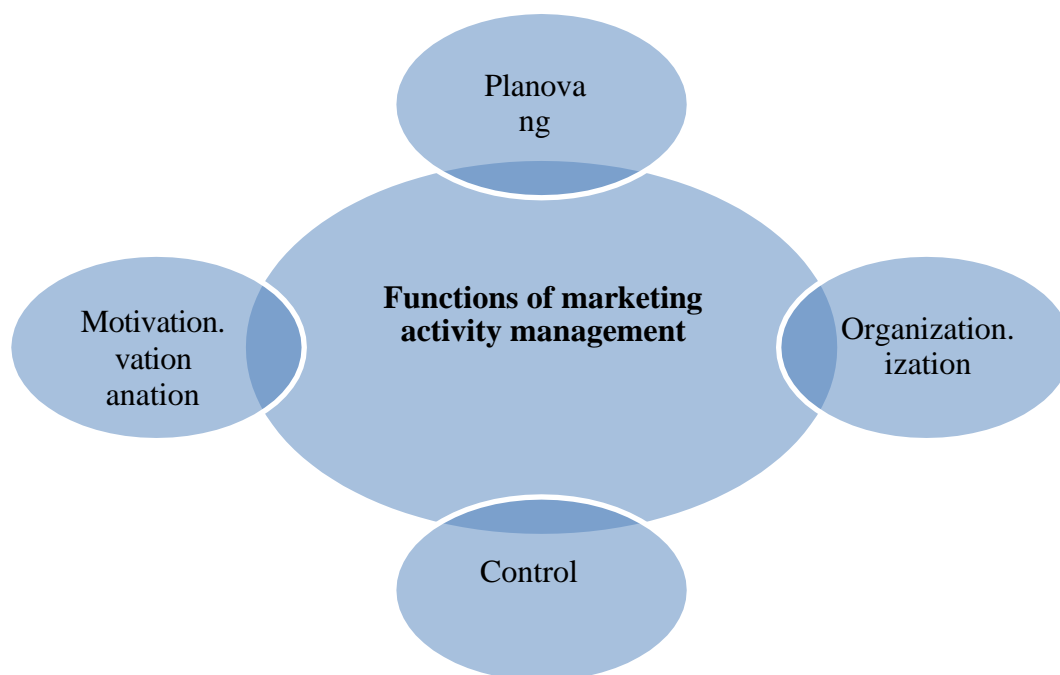 Planova
ng
Functions of marketing
activity management
Motivation.
vation
anation
Organization.
ization
Control